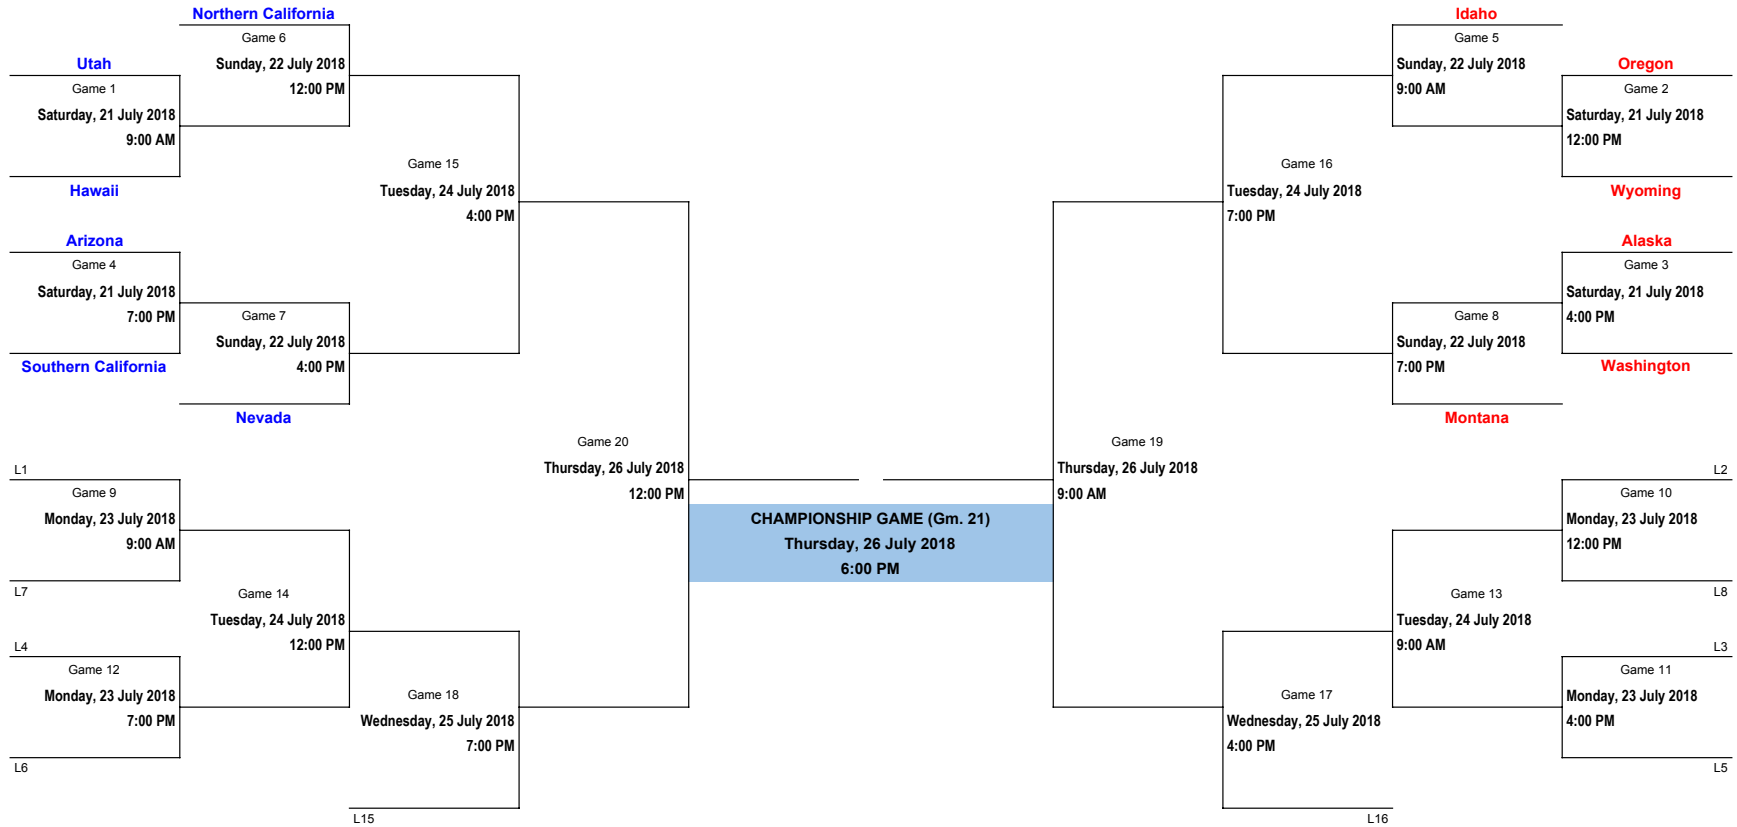 Northern California
Game 6
Sunday, 22 July 2018
12:00 PM
Utah
Game 1
Saturday, 21 July 2018
9:00 AM
Hawaii
Game 15
Tuesday, 24 July 2018
4:00 PM
Arizona
Game 4
Saturday, 21 July 2018
7:00 PM
Southern California
Game 7
Sunday, 22 July 2018
4:00 PM
Nevada
Game 20
Thursday, 26 July 2018
12:00 PM
L1
Game 9
Monday, 23 July 2018
9:00 AM
L7
Game 14
Tuesday, 24 July 2018
12:00 PM
L4
Game 12
Monday, 23 July 2018
7:00 PM
L6
Game 18
Wednesday, 25 July 2018
7:00 PM
L15
CHAMPIONSHIP GAME (Gm. 21)
Thursday, 26 July 2018
6:00 PM
Idaho
Game 5
Sunday, 22 July 2018
9:00 AM
Oregon
Game 2
Saturday, 21 July 2018
12:00 PM
Wyoming
Game 16
Tuesday, 24 July 2018
7:00 PM
Alaska
Game 3
Saturday, 21 July 2018
4:00 PM
Washington
Game 8
Sunday, 22 July 2018
7:00 PM
Montana
Game 19
Thursday, 26 July 2018
9:00 AM
L2
Game 10
Monday, 23 July 2018
12:00 PM
L8
Game 13
Tuesday, 24 July 2018
9:00 AM
L3
Game 11
Monday, 23 July 2018
4:00 PM
L5
Game 17
Wednesday, 25 July 2018
4:00 PM
L16